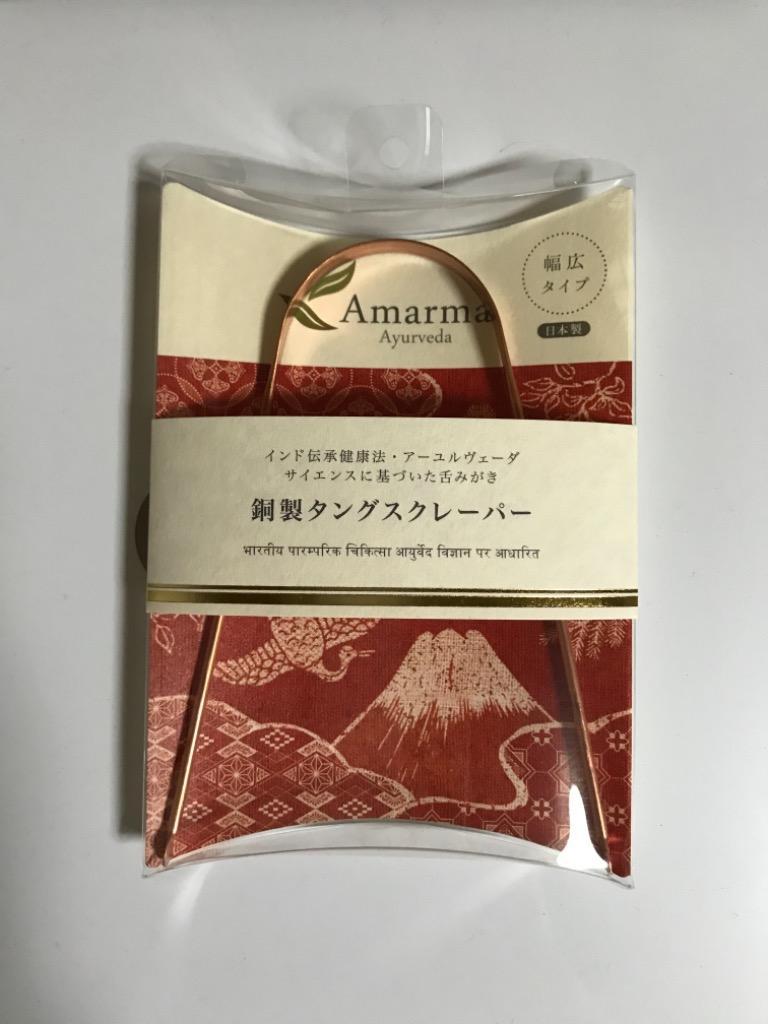 幅広
タイプ
Amarma
Ayurveda
日本製
インド伝承健康法・アーユルヴェーダ
サイエンスに基づいた舌みがき
銅製タングスクレーパー
भारतीय पारम्परिक चिकित्सा आयुर्वेद विज्ञान पर आधारित